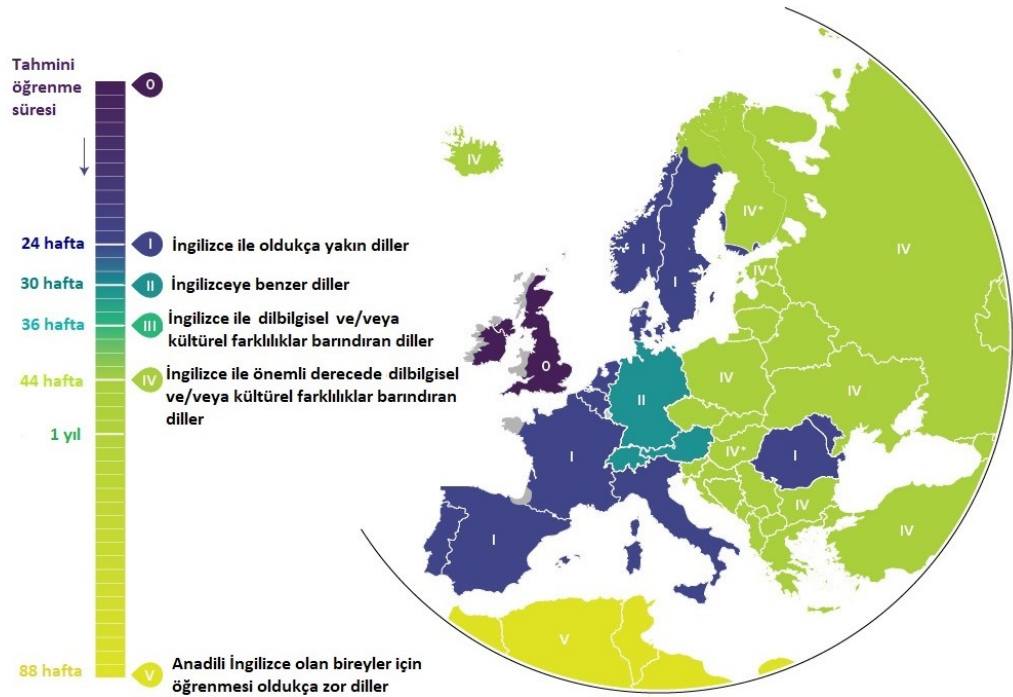 Tahmini
öğrenme
süresi
0
24 hafta
I
İngilizce ile oldukça yakın diller
30 hafta
II
İngilizceye benzer diller
36 hafta
III
İngilizce ile dilbilgisel ve/veya
kültürel farklılıklar barındıran diller
44 hafta
IV
İngilizce ile önemli derecede dilbilgisel
ve/veya kültürel farklılıklar barındıran
diller
1 yıl
88 hafta
V
Anadili İngilizce olan bireyler için
öğrenmesi oldukça zor diller
IV
IV*
I
I
IV
IV*
0
II
IV
IV
I
IV*
I
I
IV
IV
V